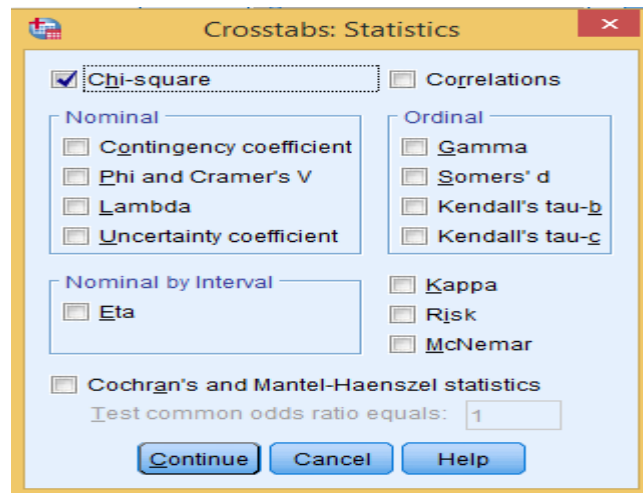 Crosstabs: Statistics
Chi-square
Correlations
Nominal
Contingency coefficient
Phi and Cramer's V
Lambda
Uncertainty coefficient
Ordinal
Gamma
Somers' d
Kendall's tau-b
Kendall's tau-c
Nominal by Interval
Eta
Kappa
Risk
McNemar
Cochran's and Mantel-Haenszel statistics
Test common odds ratio equals: 1
Continue Cancel Help